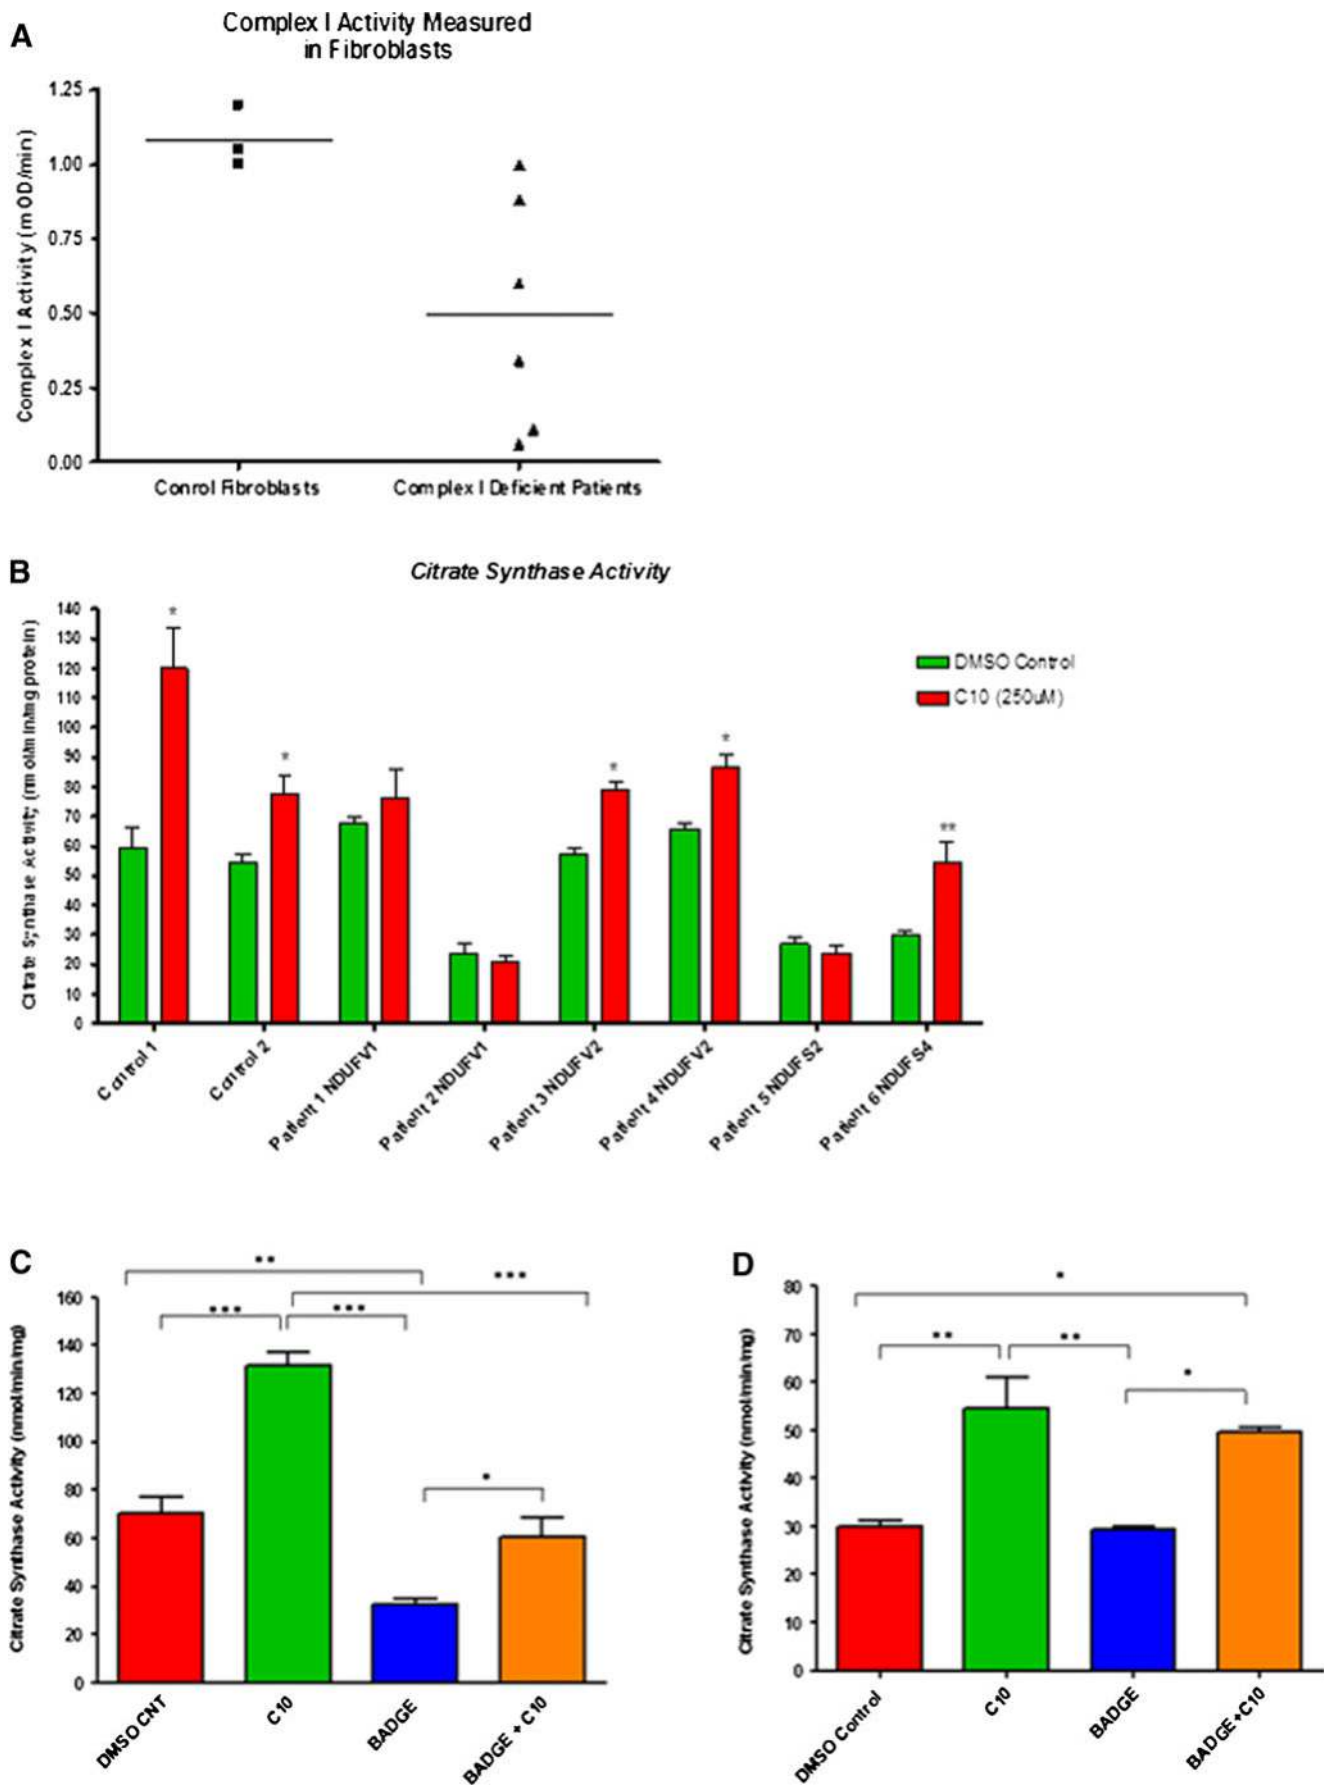 A
Complex I Activity Measured
in Fibroblasts
Complex I Activity (mOD/min)
1.25
1.00
0.75
0.50
0.25
0.00
Conrol Fibroblasts
Complex I Deficient Patients
B
Citrate Synthase Activity
Citrate Synthase Activity (nmol/min/mg protein)
140
130
120
110
100
90
80
70
60
50
40
30
20
10
0
*
*
*
*
**
DMSO Control
C10 (250uM)
Control 1
Control 2
Patient 1 NDUFV1
Patient 2 NDUFV1
Patient 3 NDUFV2
Patient 4 NDUFV2
Patient 5 NDUFS2
Patient 6 NDUFS4
C
Citrate Synthase Activity (nmol/min/mg)
160
140
120
100
80
60
40
20
0
**
***
***
***
*
DMSO CNT
C10
BADGE
BADGE + C10
D
Citrate Synthase Activity (nmol/min/mg)
80
70
60
50
40
30
20
10
0
*
**
**
*
DMSO Control
C10
BADGE
BADGE+C10